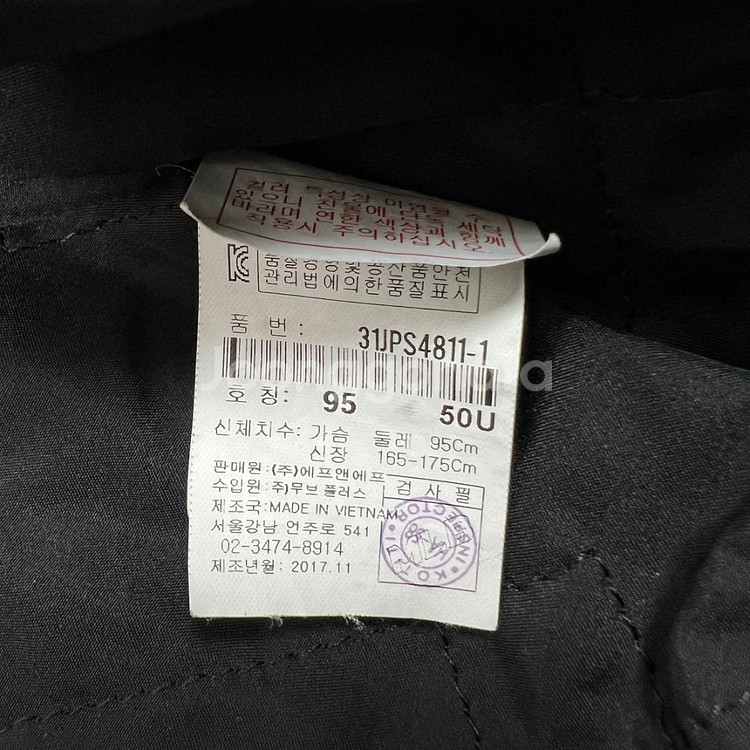 컬러 특성상 이염될 수
있으니 진물에 단독 세탁
바라며 연회색상과 함께
착용시 주의하십시오
품질경영및공산품안전
관리법에의한품질표시
품 번 : 31JPS4811-1
호 칭: 95 50U
신체치수: 가슴 둘레 95Cm
신장 165-175Cm
판매원:(주)에프앤에프
수입원:주)무브 플러스
검 사 필
제조국:MADE IN VIETNAM
서울강남 언주로 541
02-3474-8914
제조년월: 2017.11
INSPECTOR
KOTITI